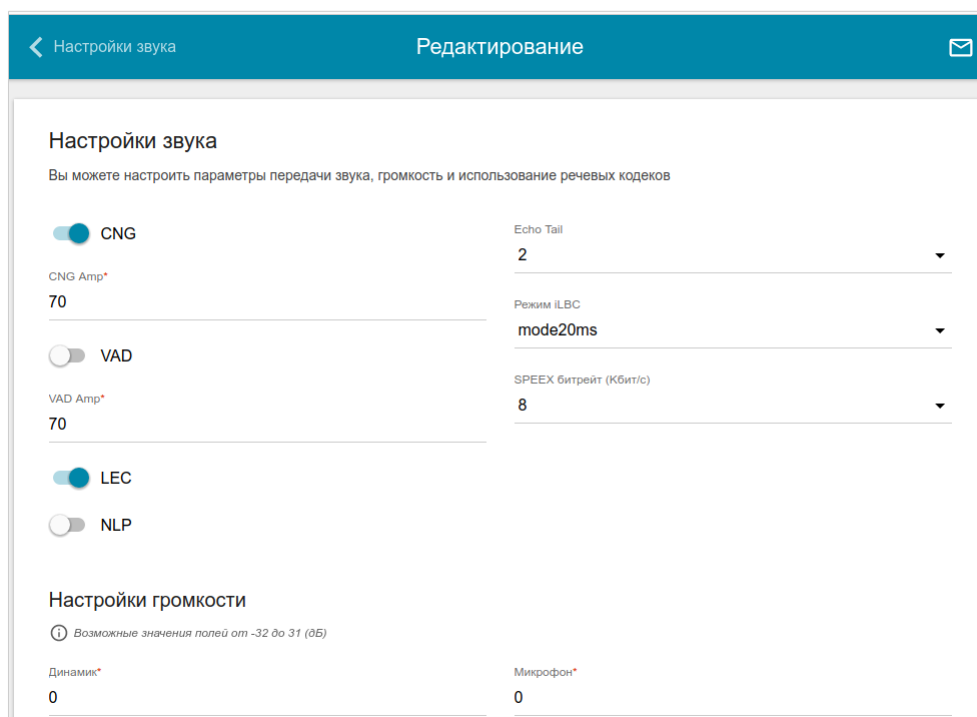 Настройки звука
Редактирование
Настройки звука
Вы можете настроить параметры передачи звука, громкость и использование речевых кодеков
CNG
CNG Amp*
70
VAD
VAD Amp*
70
LEC
NLP
Echo Tail
2
Режим iLBC
mode20ms
SPEEX битрейт (Кбит/с)
8
Настройки громкости
Возможные значения полей от -32 до 31 (дБ)
Динамик*
0
Микрофон*
0